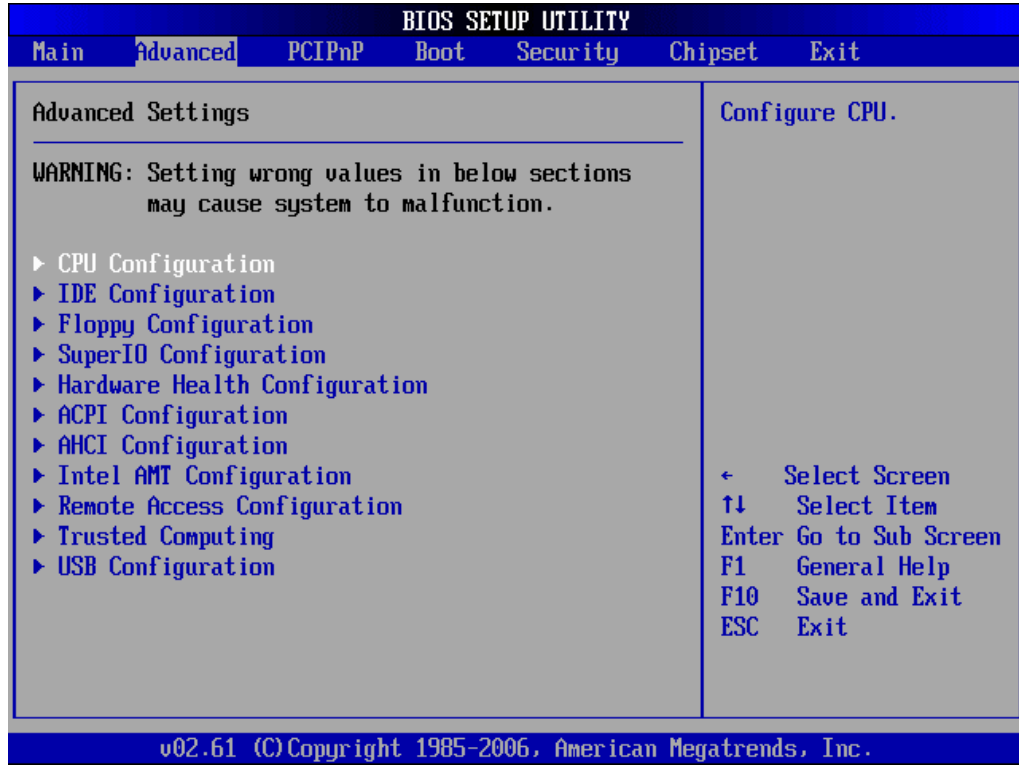 BIOS SETUP UTILITY
Main Advanced PCIPnP Boot Security Chipset Exit
Advanced Settings
WARNING: Setting wrong values in below sections
may cause system to malfunction.
▶ CPU Configuration
▶ IDE Configuration
▶ Floppy Configuration
▶ SuperIO Configuration
▶ Hardware Health Configuration
▶ ACPI Configuration
▶ AHCI Configuration
▶ Intel AMT Configuration
▶ Remote Access Configuration
▶ Trusted Computing
▶ USB Configuration
Configure CPU.
← Select Screen
↑↓ Select Item
Enter Go to Sub Screen
F1 General Help
F10 Save and Exit
ESC Exit
v02.61 (C)Copyright 1985-2006, American Megatrends, Inc.